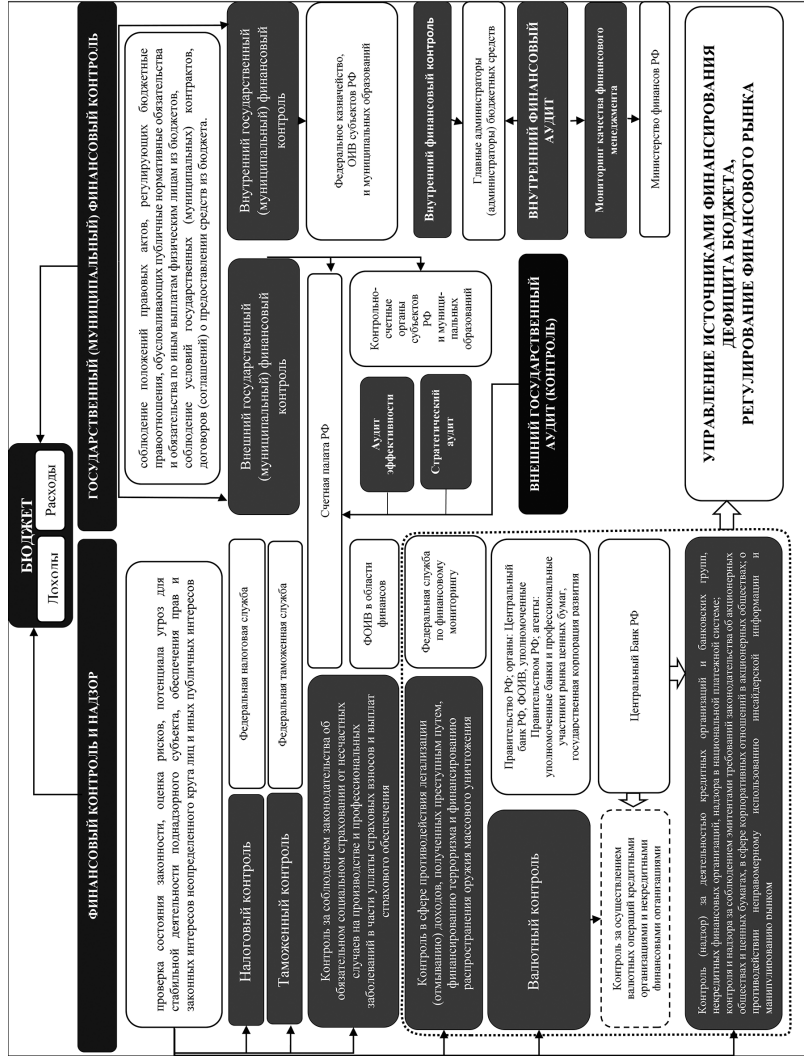 БЮДЖЕТ
Доходы
Расходы
ФИНАНСОВЫЙ КОНТРОЛЬ И НАДЗОР
ГОСУДАРСТВЕННЫЙ (МУНИЦИПАЛЬНЫЙ) ФИНАНСОВЫЙ КОНТРОЛЬ
проверка состояния законности, оценка рисков, потенциала угроз для
стабильной деятельности поднадзорного субъекта, обеспечения прав и
законных интересов неопределенного круга лиц и иных публичных интересов
соблюдение положений правовых актов, регулирующих бюджетные
правоотношения, обусловливающих публичные нормативные обязательства
и обязательства по иным выплатам физическим лицам из бюджетов,
соблюдение условий государственных (муниципальных) контрактов,
договоров (соглашений) о предоставлении средств из бюджета.
Налоговый контроль
Федеральная налоговая служба
Таможенный контроль
Федеральная таможенная служба
Внешний государственный
(муниципальный) финансовый
контроль
Внутренний государственный
(муниципальный) финансовый
контроль
Счетная палата РФ
Федеральное казначейство,
ОИВ субъектов РФ
и муниципальных образований
Контроль за соблюдением законодательства об
обязательном социальном страховании от несчастных
случаев на производстве и профессиональных
заболеваний в части уплаты страховых взносов и выплат
страхового обеспечения
ФОИВ в области
финансов
Аудит
эффективности
Стратегический
аудит
Контрольно-
счетные
органы
субъектов
РФ
и муници-
пальных
образований
Внутренний финансовый контроль
Главные администраторы
(администраторы) бюджетных средств
Контроль в сфере противодействия легализации
(отмыванию) доходов, полученных преступным путем,
финансированию терроризма и финансированию
распространения оружия массового уничтожения
Федеральная служба
по финансовому
мониторингу
Валютный контроль
Правительство РФ; органы: Центральный
банк РФ, ФОИВ, уполномоченные
Правительством РФ; агенты:
уполномоченные банки и профессиональные
участники рынка ценных бумаг,
государственная корпорация развития
ВНЕШНИЙ ГОСУДАРСТВЕННЫЙ
АУДИТ (КОНТРОЛЬ)
ВНУТРЕННИЙ ФИНАНСОВЫЙ
АУДИТ
Мониторинг качества финансового
менеджмента
Министерство финансов РФ
Контроль за осуществлением
валютных операций кредитными
организациями и некредитными
финансовыми организациями
Центральный Банк РФ
Контроль (надзор) за деятельностью кредитных организаций и банковских групп,
некредитных финансовых организаций, надзора в национальной платежной системе;
контроля и надзора за соблюдением эмитентами требований законодательства об акционерных
обществах и ценных бумагах, в сфере корпоративных отношений в акционерных обществах; о
противодействии неправомерному использованию инсайдерской информации и
манипулированию рынком
УПРАВЛЕНИЕ ИСТОЧНИКАМИ ФИНАНСИРОВАНИЯ
ДЕФИЦИТА БЮДЖЕТА,
РЕГУЛИРОВАНИЕ ФИНАНСОВОГО РЫНКА